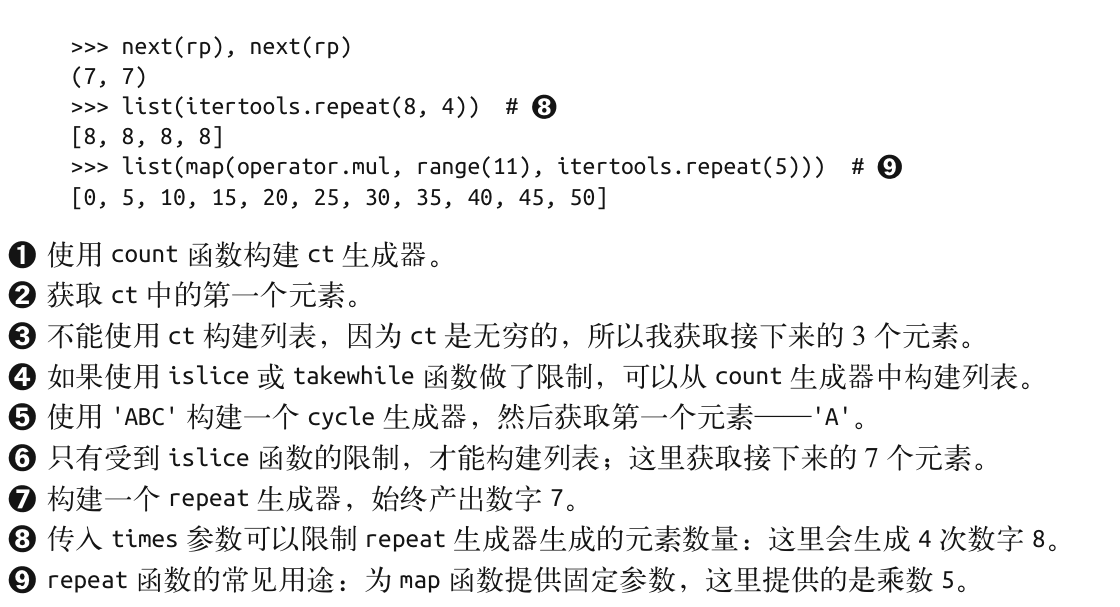 >>> next(rp), next(rp)
(7, 7)
>>> list(itertools.repeat(8, 4))  # ❽
[8, 8, 8, 8]
>>> list(map(operator.mul, range(11), itertools.repeat(5)))  # ❾
[0, 5, 10, 15, 20, 25, 30, 35, 40, 45, 50]
❶ 使用 count 函数构建 ct 生成器。
❷ 获取 ct 中的第一个元素。
❸ 不能使用 ct 构建列表，因为 ct 是无穷的，所以我获取接下来的 3 个元素。
❹ 如果使用 islice 或 takewhile 函数做了限制，可以从 count 生成器中构建列表。
❺ 使用 'ABC' 构建一个 cycle 生成器，然后获取第一个元素——'A'。
❻ 只有受到 islice 函数的限制，才能构建列表；这里获取接下来的 7 个元素。
❼ 构建一个 repeat 生成器，始终产出数字 7。
❽ 传入 times 参数可以限制 repeat 生成器生成的元素数量：这里会生成 4 次数字 8。
❾ repeat 函数的常见用途：为 map 函数提供固定参数，这里提供的是乘数 5。